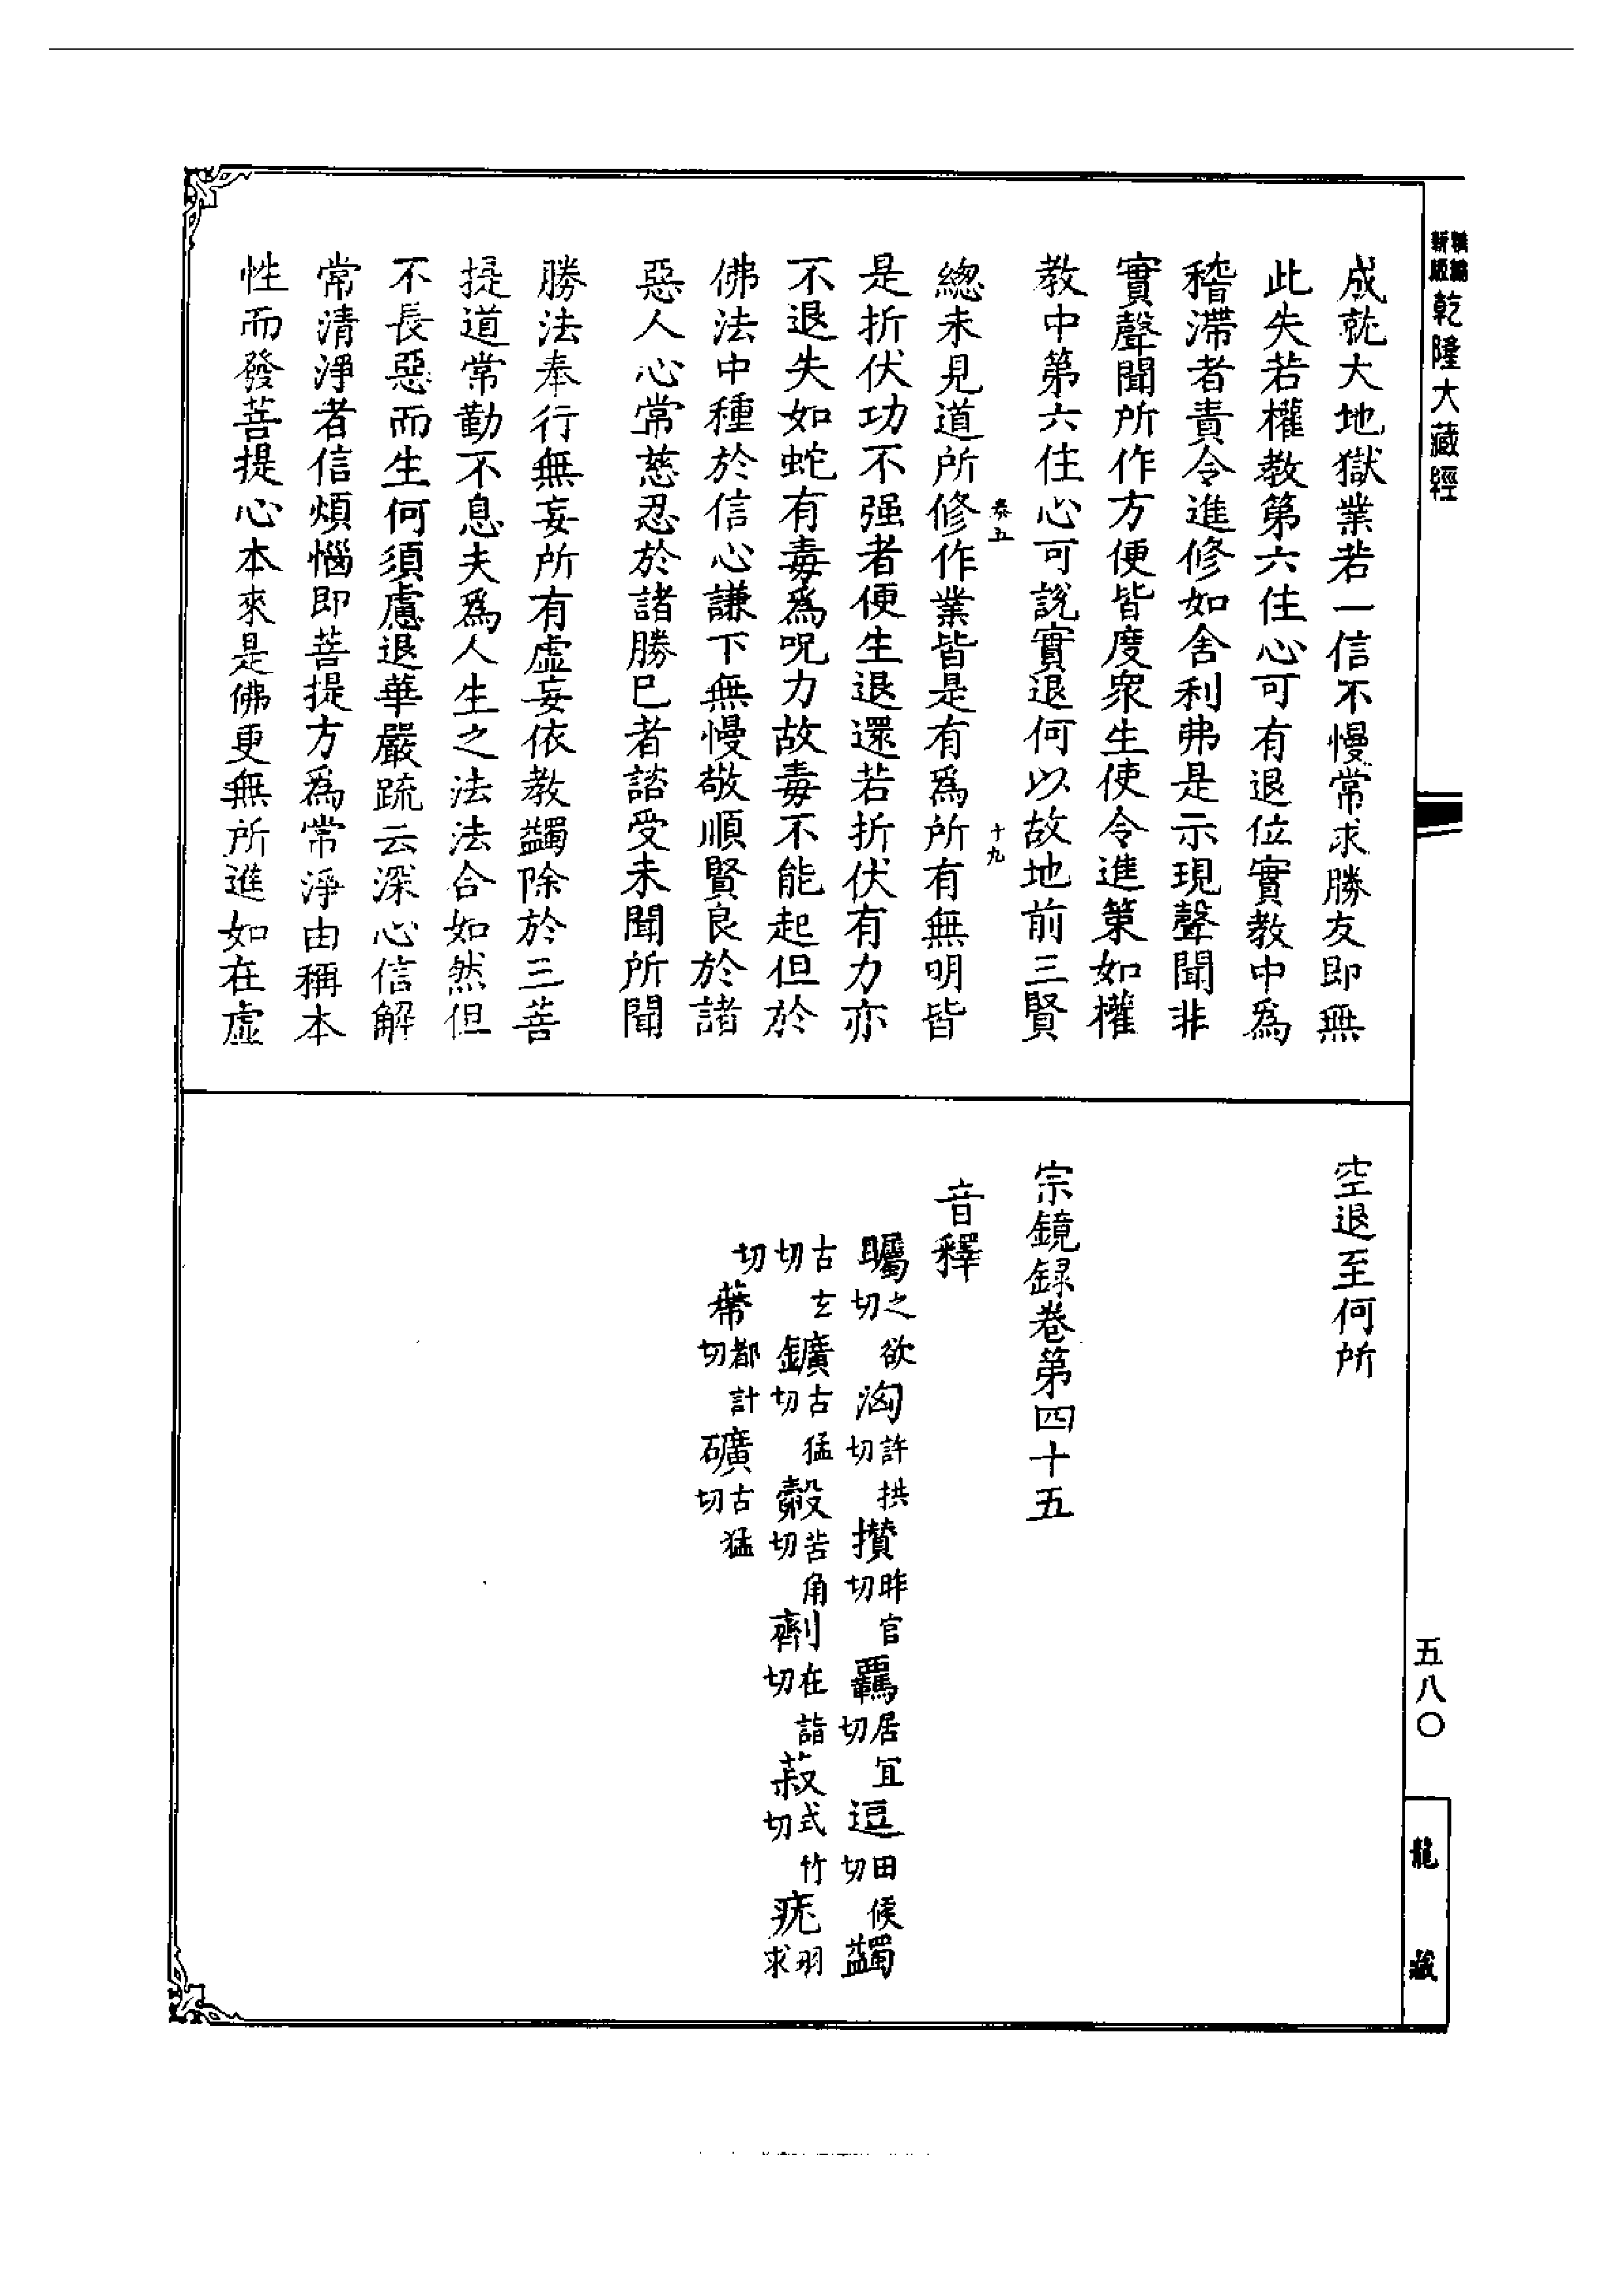 精編新版乾隆大藏經
成就大地獄業若一信不慢常求勝友即無
此失若權教第六住心可有退位實教中為
稽滯者責令進修如舍利弗是示現聲聞非
實聲聞所作方便皆度衆生使令進策如權
教中第六住心可說實退何以故地前三賢
泰五 十九
總未見道所修作業皆是有爲所有無明皆
是折伏功不强者便生退還若折伏有力亦
不退失如蛇有毒爲呪力故毒不能起但於
佛法中種於信心謙下無慢敬順賢良於諸
惡人心常慈忍於諸勝巳者諮受未聞所聞
勝法奉行無妄所有虛妄依教蠲除於三菩
提道常勤不息夫爲人生之法法合如然但
不長惡而生何須慮退華嚴疏云深心信解
常清淨者信煩惱即菩提方爲常淨由稱本
性而發菩提心本來是佛更無所進如在虛
空退至何所
宗鏡録卷第四十五
音釋
矚之欲切 洶許拱切 攅昨官切 羈居宜切 逗田候切 蠲
古玄切 鑛古猛切 㲉苦角切 劑在詣切 菽式竹切 疣羽求
切 蔕都計切 礦古猛切
五八〇
龍藏